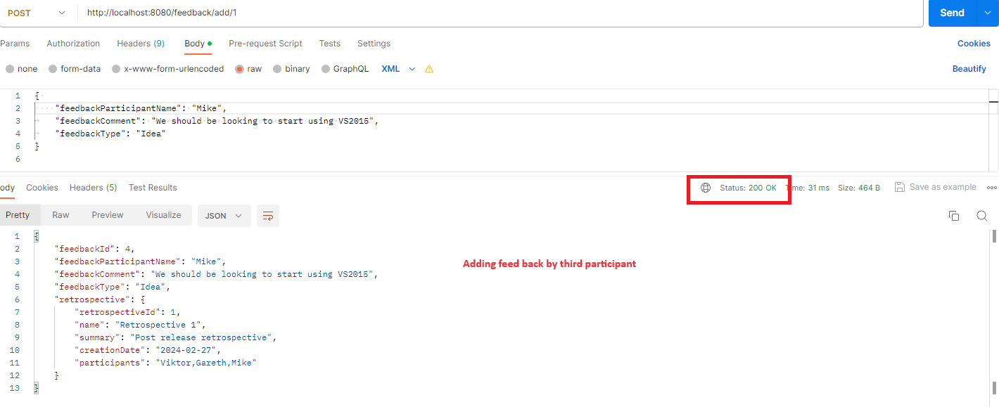 POST http://localhost:8080/feedback/add/1 Send
Params Authorization Headers (9) Body Pre-request Script Tests Settings Cookies
none form-data x-www-form-urlencoded raw binary GraphQL XML Beautify
1 {
2 "feedbackParticipantName": "Mike",
3 "feedbackComment": "We should be looking to start using VS2015",
4 "feedbackType": "Idea"
5 }
6
ody Cookies Headers (5) Test Results Status: 200 OK Time: 31 ms Size: 464 B Save as example
Pretty Raw Preview Visualize JSON
1 {
2 "feedbackId": 4,
3 "feedbackParticipantName": "Mike",
Adding feed back by third participant
4 "feedbackComment": "We should be looking to start using VS2015",
5 "feedbackType": "Idea",
6 "retrospective": {
7 "retrospectiveId": 1,
8 "name": "Retrospective 1",
9 "summary": "Post release retrospective",
10 "creationDate": "2024-02-27",
11 "participants": "Viktor,Gareth,Mike"
12 }
13 }